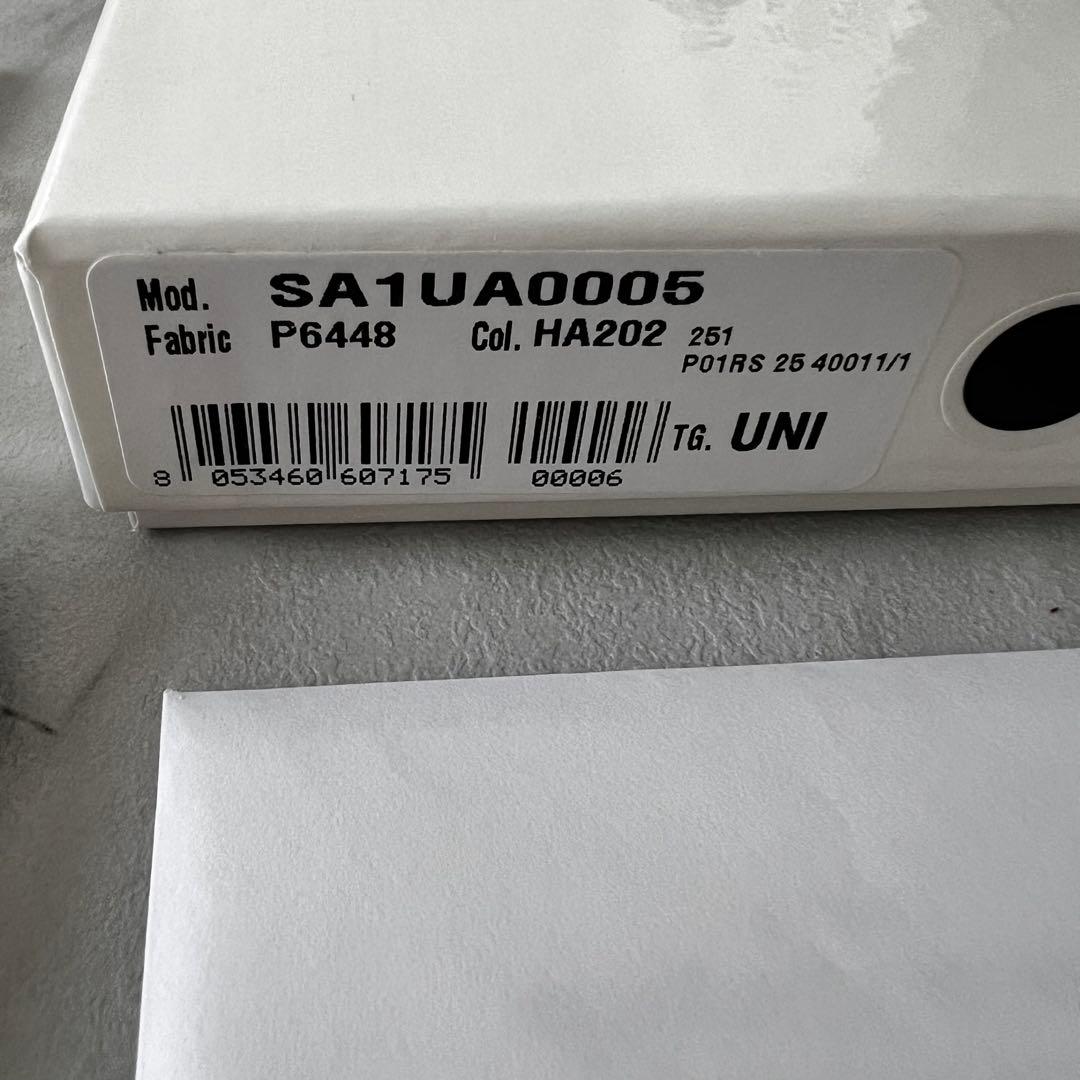 Mod. SA1UA0005
Fabric P6448 Col. HA202 251
P01RS 25 40011/1
TG. UNI
8 053460 607175 00006